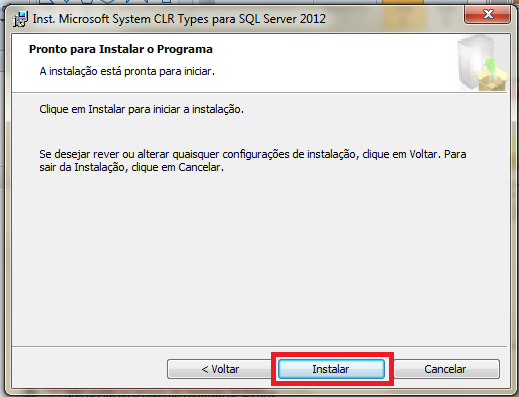 Inst. Microsoft System CLR Types para SQL Server 2012
Pronto para Instalar o Programa
A instalação está pronta para iniciar.
Clique em Instalar para iniciar a instalação.
Se desejar rever ou alterar quaisquer configurações de instalação, clique em Voltar. Para
sair da Instalação, clique em Cancelar.
< Voltar
Instalar
Cancelar